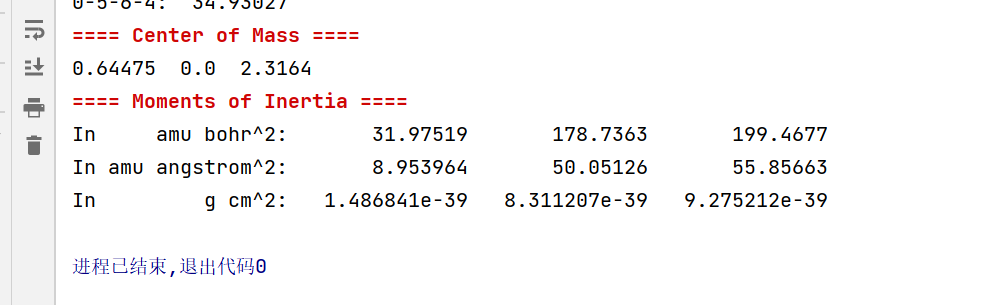 0-5-6-4:  34.93027
==== Center of Mass ====
0.64475  0.0  2.3164
==== Moments of Inertia ====
In     amu bohr^2:       31.97519       178.7363       199.4677
In amu angstrom^2:       8.953964       50.05126       55.85663
In         g cm^2:   1.486841e-39   8.311207e-39   9.275212e-39
进程已结束,退出代码0